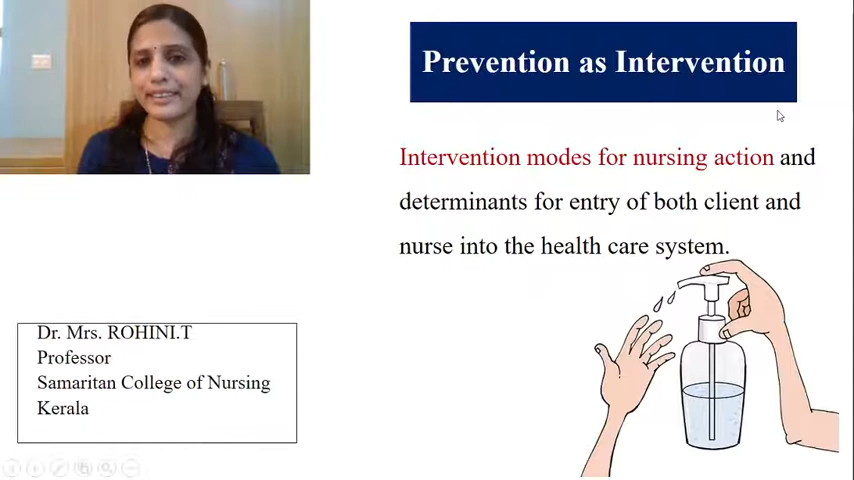 Prevention as Intervention
Intervention modes for nursing action and
determinants for entry of both client and
nurse into the health care system.
Dr. Mrs. ROHINI.T
Professor
Samaritan College of Nursing
Kerala